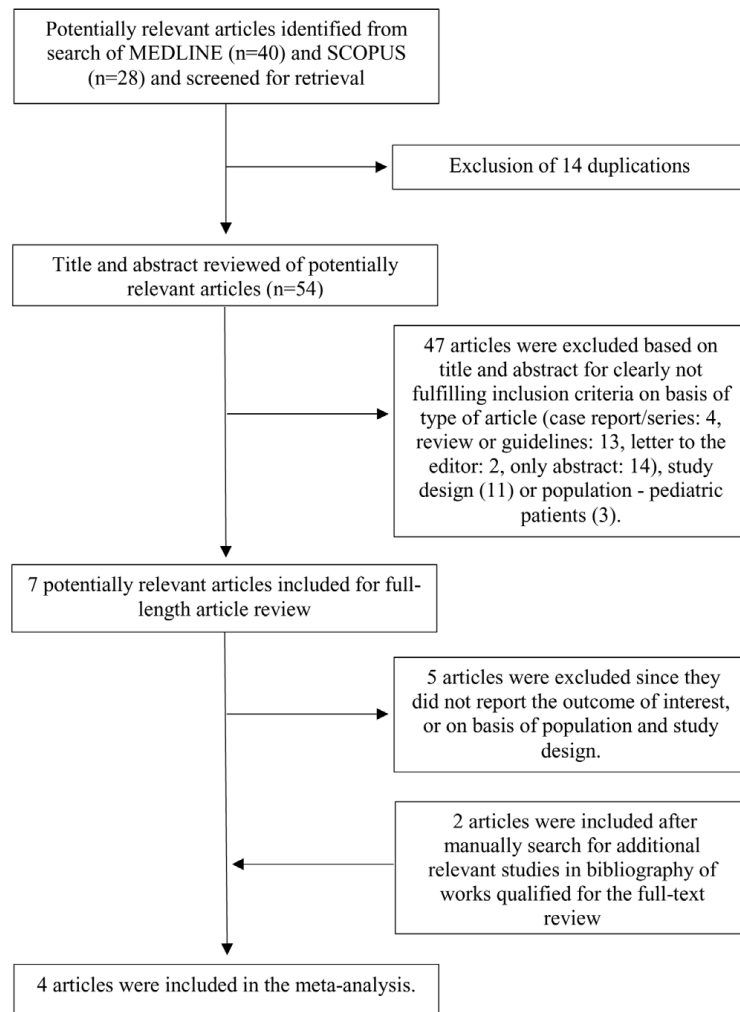 Potentially relevant articles identified from
search of MEDLINE (n=40) and SCOPUS
(n=28) and screened for retrieval
Exclusion of 14 duplications
Title and abstract reviewed of potentially
relevant articles (n=54)
47 articles were excluded based on
title and abstract for clearly not
fulfilling inclusion criteria on basis of
type of article (case report/series: 4,
review or guidelines: 13, letter to the
editor: 2, only abstract: 14), study
design (11) or population - pediatric
patients (3).
7 potentially relevant articles included for full-
length article review
5 articles were excluded since they
did not report the outcome of interest,
or on basis of population and study
design.
2 articles were included after
manually search for additional
relevant studies in bibliography of
works qualified for the full-text
review
4 articles were included in the meta-analysis.